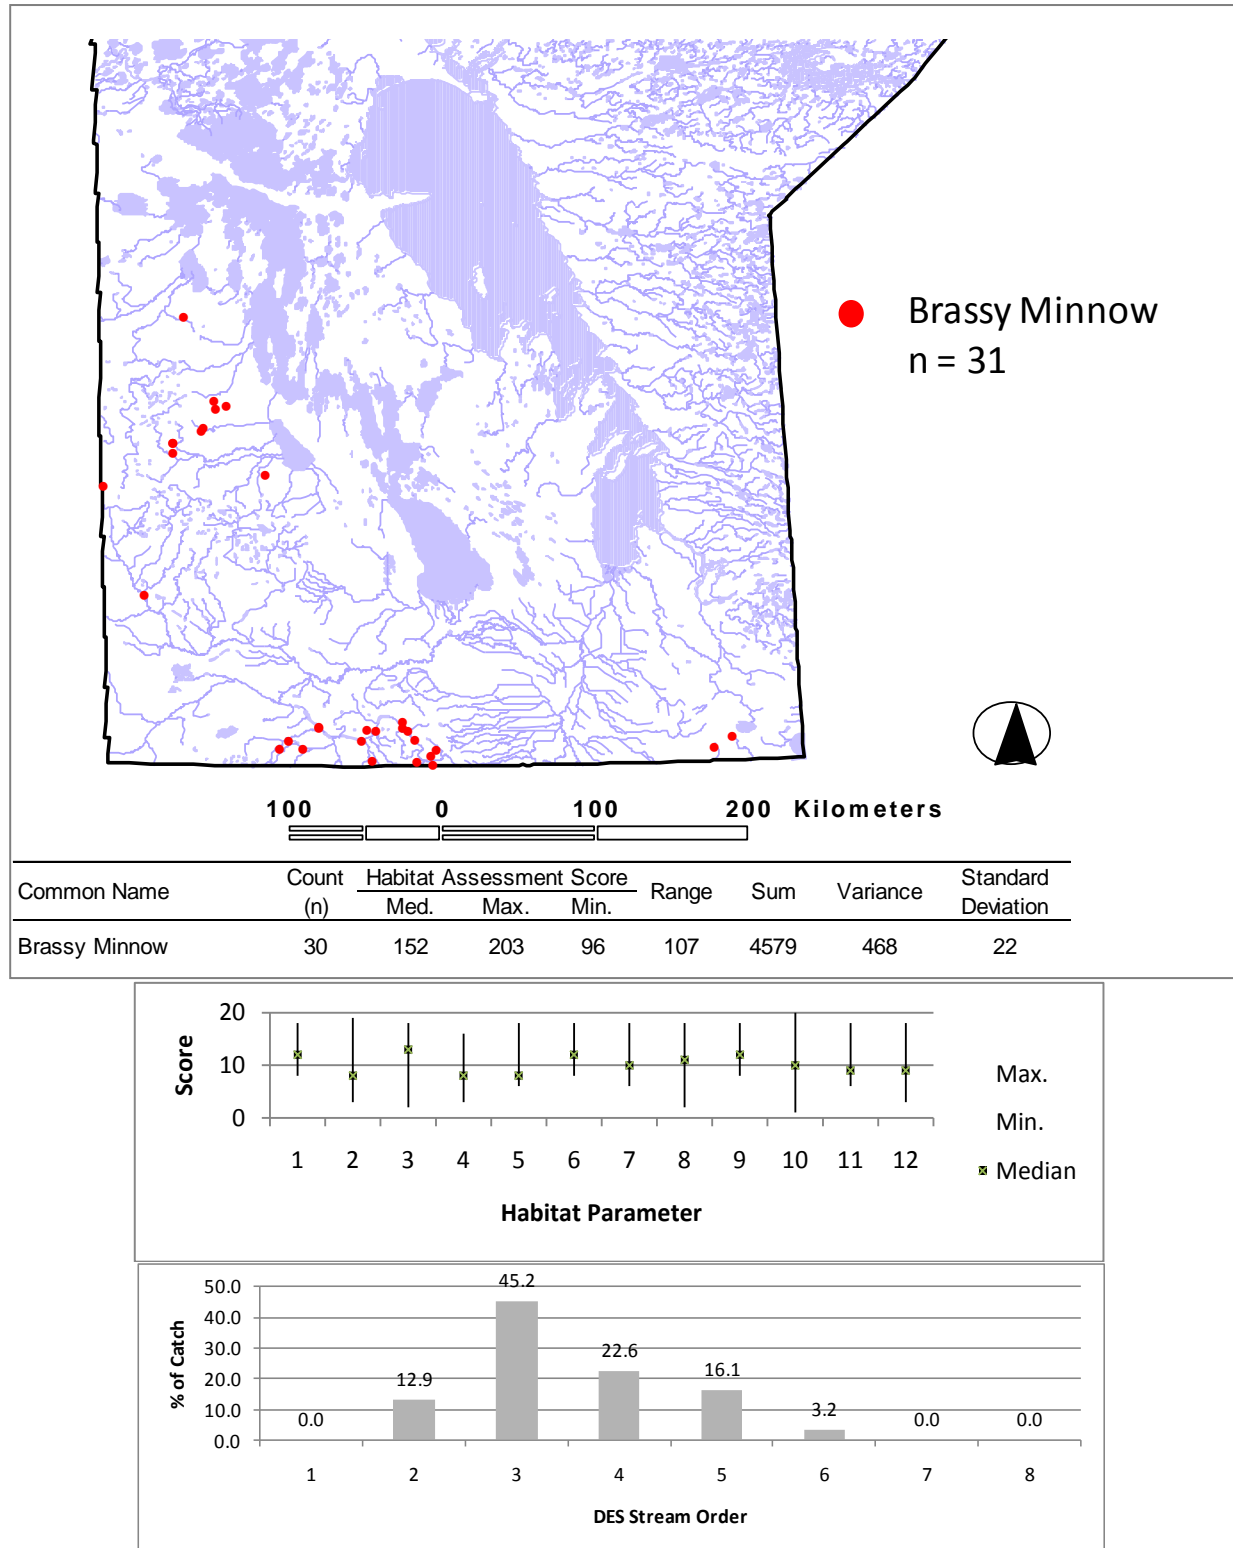 Brassy Minnow
n = 31
100 0 100 200 Kilometers
Common Name Count (n) Habitat Assessment Score Med. Max. Min. Range Sum Variance Standard Deviation
Brassy Minnow 30 152 203 96 107 4579 468 22
20
10
0
Score
1 2 3 4 5 6 7 8 9 10 11 12
Habitat Parameter
Max.
Min.
Median
50.0
40.0
30.0
20.0
10.0
0.0
% of Catch
0.0 12.9 45.2 22.6 16.1 3.2 0.0 0.0
1 2 3 4 5 6 7 8
DES Stream Order